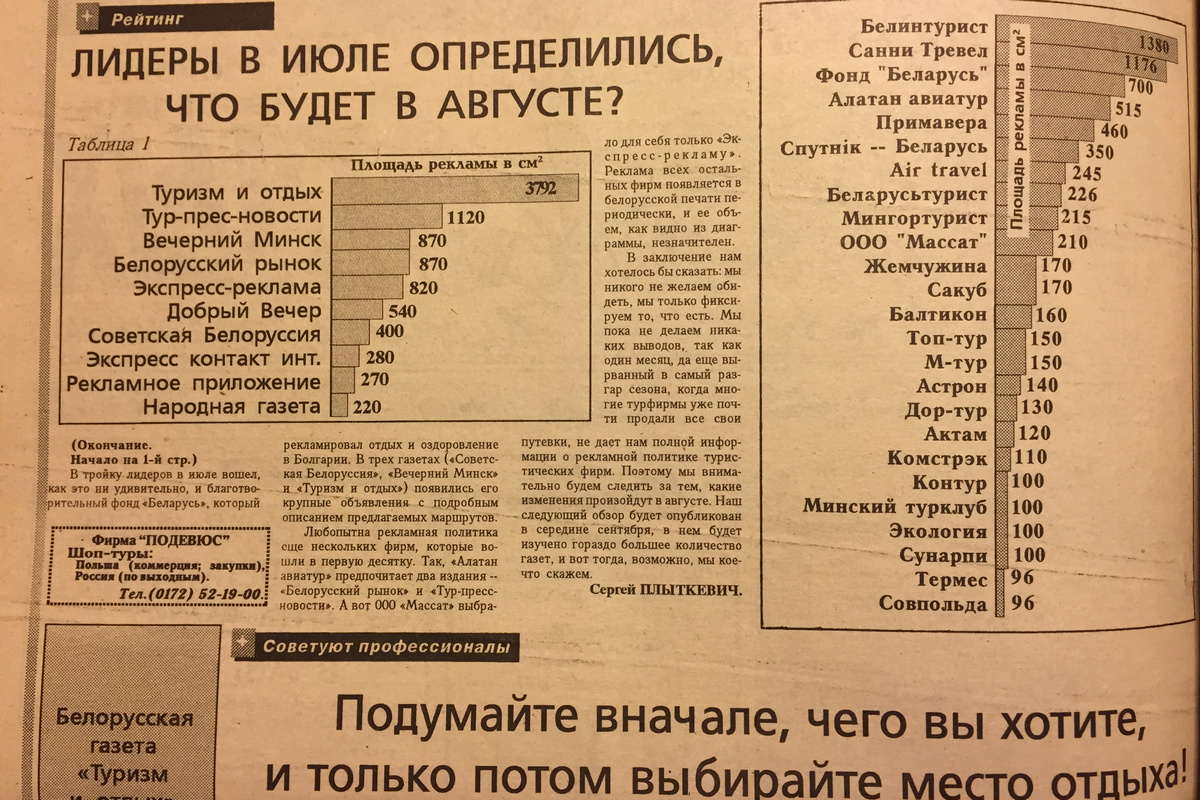 Рейтинг
ЛИДЕРЫ В ИЮЛЕ ОПРЕДЕЛИЛИСЬ,
ЧТО БУДЕТ В АВГУСТЕ?
Таблица 1
Площадь рекламы в см²
Туризм и отдых 3792
Тур-прес-новости 1120
Вечерний Минск 870
Белорусский рынок 870
Экспресс-реклама 820
Добрый Вечер 540
Советская Белоруссия 400
Экспресс контакт инт. 280
Рекламное приложение 270
Народная газета 220
(Окончание.
Начало на 1-й стр.)
В тройку лидеров в июле вошел,
как это ни удивительно, и благотво-
рительный фонд «Беларусь», который
рекламировал отдых и оздоровление
в Болгарии. В трех газетах («Советс-
кая Белоруссия», «Вечерний Минск»
и «Туризм и отдых») появились его
крупные объявления с подробным
описанием предлагаемых маршрутов.
Любопытна рекламная политика
еще нескольких фирм, которые во-
шли в первую десятку. Так, «Алатан
авиатур» предпочитает два издания --
«Белорусский рынок» и «Тур-пресс-
новости». А вот ООО «Массат» выбра-
ло для себя только «Эк-
спресс-рекламу».
Реклама всех осталь-
ных фирм появляется в
белорусской печати пе-
риодически, и ее объ-
ем, как видно из диаг-
раммы, незначителен.
В заключение нам
хотелось бы сказать: мы
никого не желаем оби-
деть, мы только фикси-
руем то, что есть. Мы
пока не делаем ника-
ких выводов, так как
один месяц, да еще вы-
рванный в самый раз-
гар сезона, когда мно-
гие турфирмы уже поч-
ти продали все свои
путевки, не дает нам полной инфор-
мации о рекламной политике турис-
тических фирм. Поэтому мы внима-
тельно будем следить за тем, какие
изменения произойдут в августе. Наш
следующий обзор будет опубликован
в середине сентября, в нем будет
изучено гораздо большее количество
газет, и вот тогда, возможно, мы кое-
что скажем.
Сергей ПЛЫТКЕВИЧ.
Фирма "ПОДЕВЮС"
Шоп-туры:
Польша (коммерция; закупки),
Россия (по выходным).
Тел.(0172) 52-19-00.
Площадь рекламы в см²
Белинтурист 1380
Санни Тревел 1176
Фонд "Беларусь" 700
Алатан авиатур 515
Примавера 460
Спутнiк -- Беларусь 350
Air travel 245
Беларусьтурист 226
Мингортурист 215
ООО "Массат" 210
Жемчужина 170
Сакуб 170
Балтикон 160
Топ-тур 150
М-тур 150
Астрон 140
Дор-тур 130
Актам 120
Комстрэк 110
Контур 100
Минский турклуб 100
Экология 100
Сунарпи 100
Термес 96
Совпольда 96
Советуют профессионалы
Подумайте вначале, чего вы хотите,
и только потом выбирайте место отдыха!
Белорусская
газета
«Туризм
и отдых»